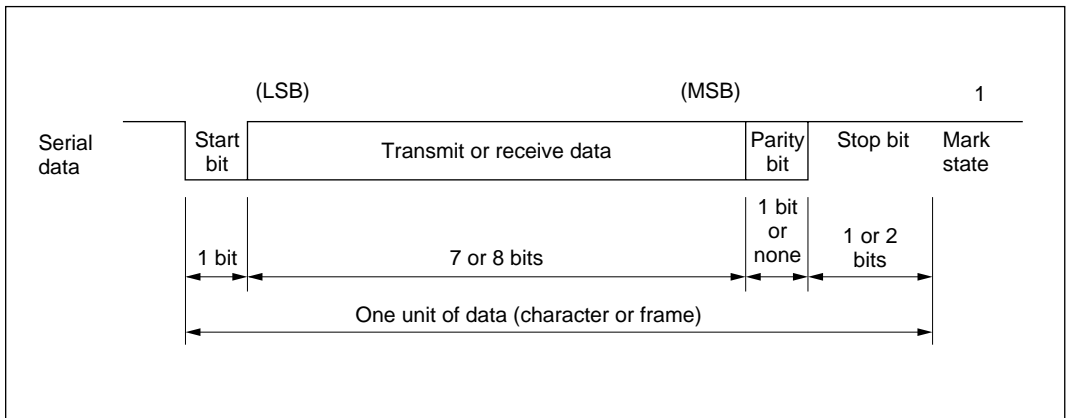 (LSB)
(MSB)
1
Serial
data
Start
bit
Transmit or receive data
Parity
bit
Stop bit
Mark
state
1 bit
7 or 8 bits
1 bit
or
none
1 or 2
bits
One unit of data (character or frame)